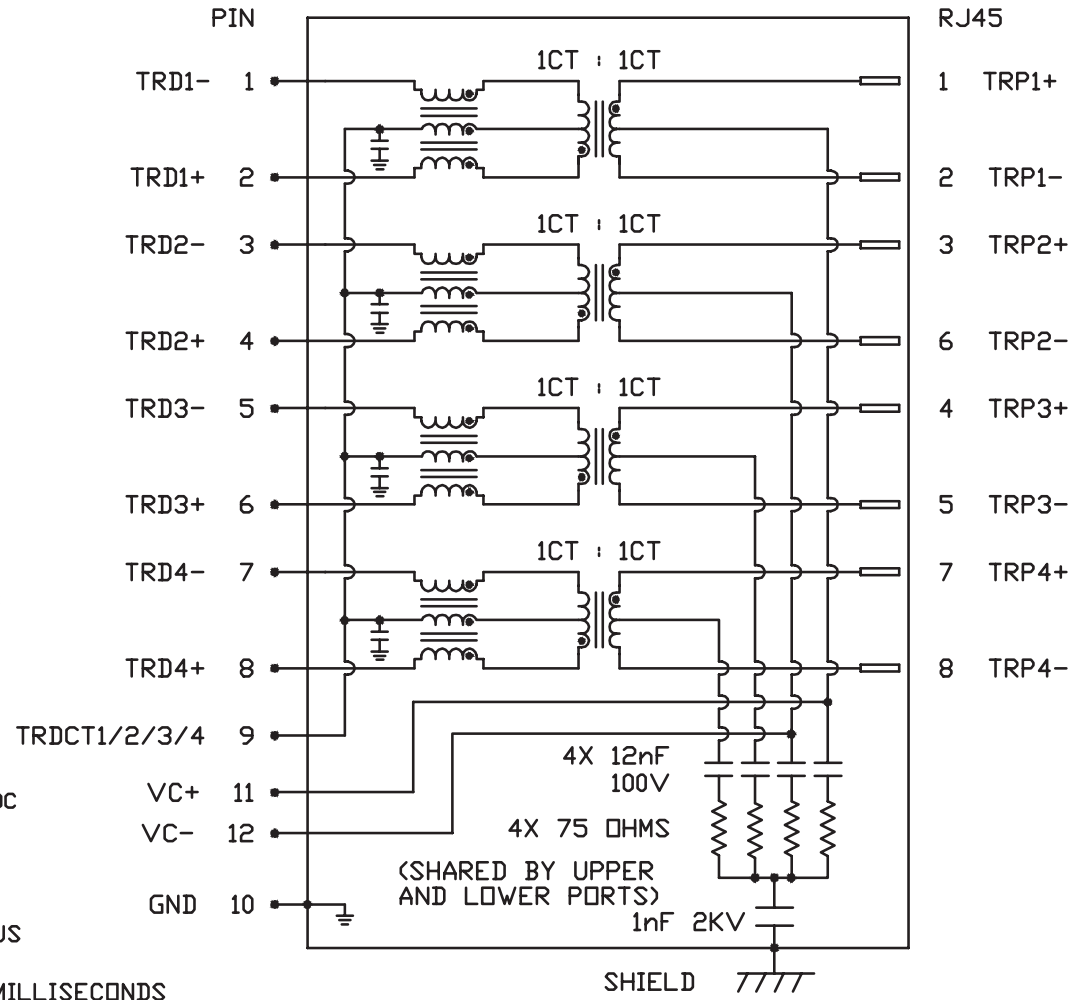 PIN RJ45
1CT : 1CT
TRD1- 1 1 TRP1+
TRD1+ 2 2 TRP1-
1CT : 1CT
TRD2- 3 3 TRP2+
TRD2+ 4 6 TRP2-
1CT : 1CT
TRD3- 5 4 TRP3+
TRD3+ 6 5 TRP3-
1CT : 1CT
TRD4- 7 7 TRP4+
TRD4+ 8 8 TRP4-
TRDCT1/2/3/4 9
4X 12nF
100V
VC+ 11
OC
VC- 12
4X 75 OHMS
(SHARED BY UPPER
AND LOWER PORTS)
GND 10
1nF 2KV
US
SHIELD
MILLISECONDS